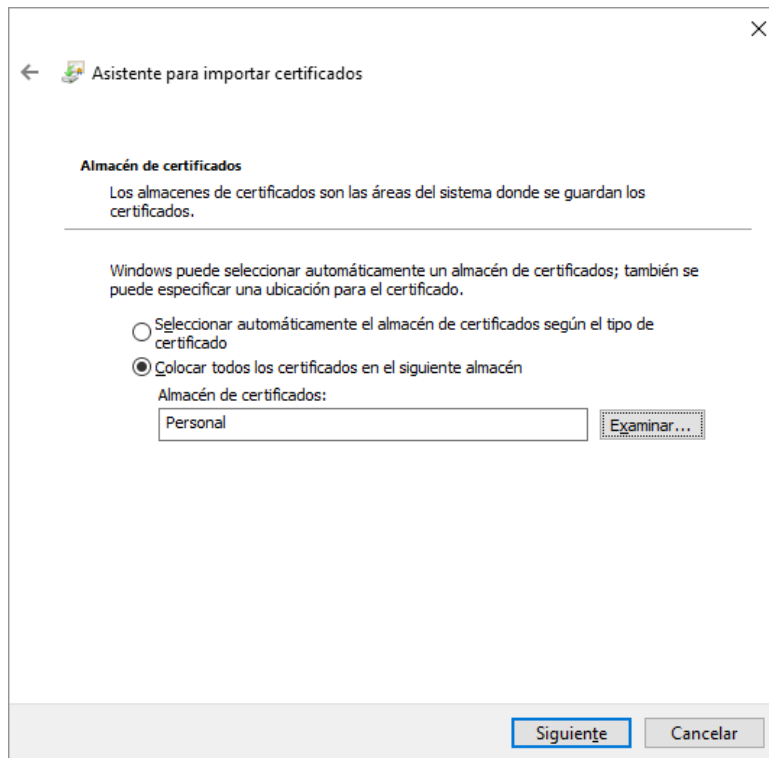 Asistente para importar certificados
Almacén de certificados
Los almacenes de certificados son las áreas del sistema donde se guardan los
certificados.
Windows puede seleccionar automáticamente un almacén de certificados; también se
puede especificar una ubicación para el certificado.
Seleccionar automáticamente el almacén de certificados según el tipo de
certificado
Colocar todos los certificados en el siguiente almacén
Almacén de certificados:
Personal
Examinar...
Siguiente
Cancelar